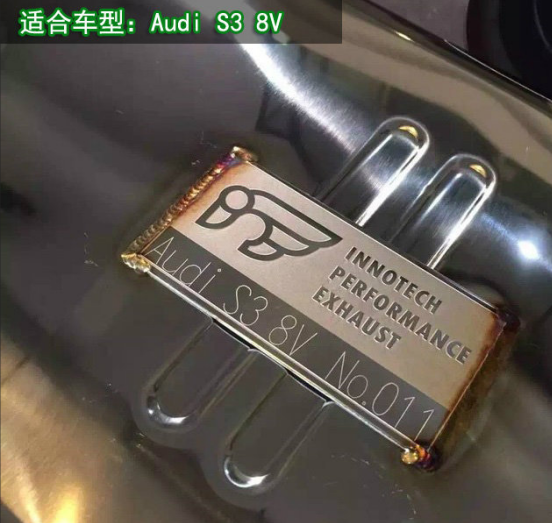 适合车型：Audi S3 8V
INNOTECH
PERFORMANCE
EXHAUST
Audi S3 8V No.011